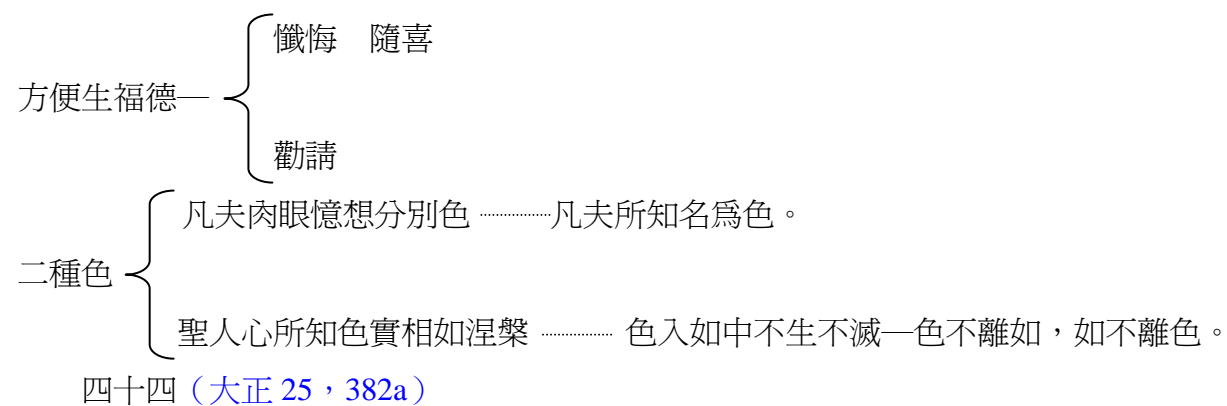 懺悔　隨喜
方便生福德—
勸請
凡夫肉眼憶想分別色 ………凡夫所知名爲色。
二種色
聖人心所知色實相如涅槃 ……… 色入如中不生不滅—色不離如，如不離色。
四十四（大正 25，382a）